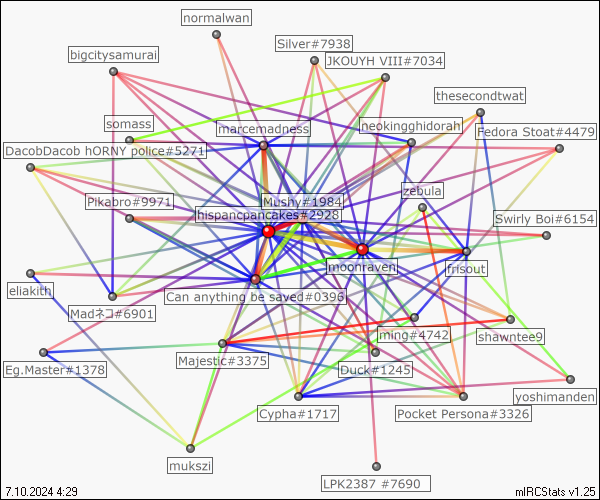 normalwan
Silver#7938
bigcitysamurai
JKOUYH VIII#7034
thesecondtwat
somass
marcemadness
neokingghidorah
Fedora Stoat#4479
DacobDacob hORNY police#5271
zebula
Pikabro#9971
Mushy#1984
hispancpancakes#2928
Swirly Boi#6154
moonraven
frisout
eliakith
Can anything be saved#0396
Madネコ#6901
ming#4742
shawntee9
Eg.Master#1378
Majestic#3375
Duck#1245
yoshimanden
Cypha#1717
Pocket Persona#3326
mukszi
LPK2387 #7690
7.10.2024 4:29
mIRCStats v1.25